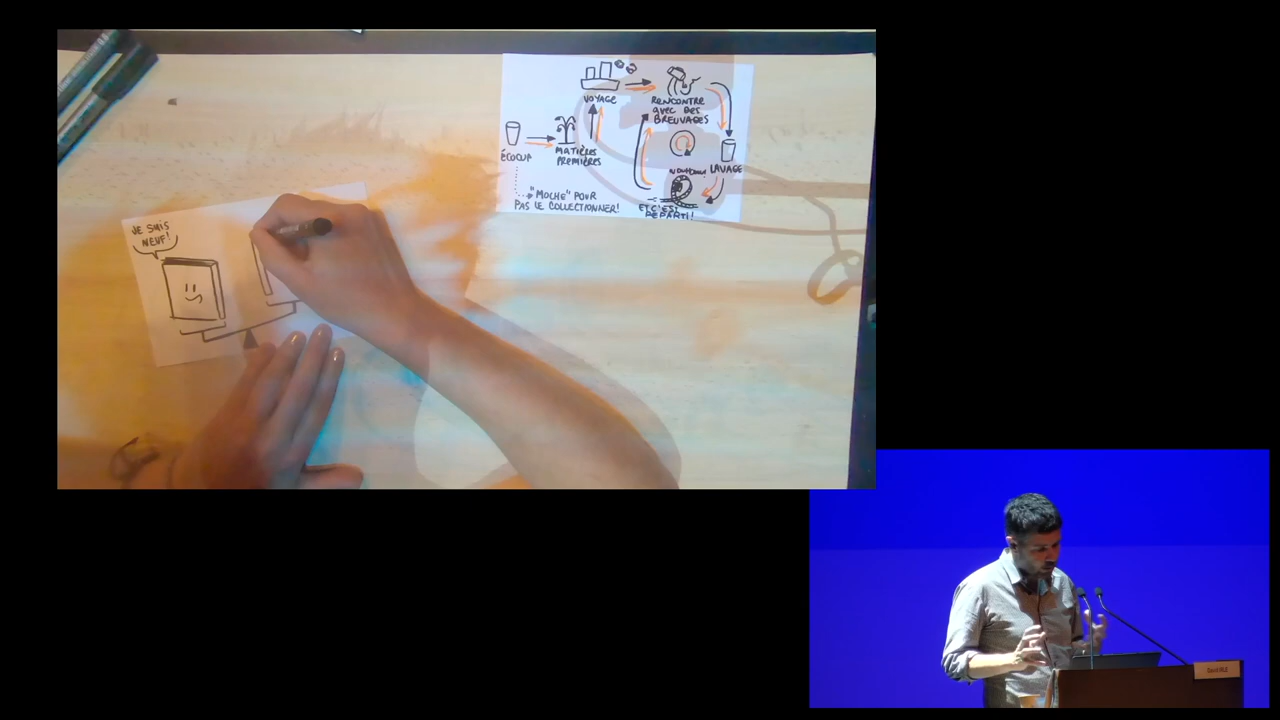 JE SUIS
NEUF!
VOYAGE
RENCONTRE
AVEC DES
BREUVAGES
ÉCOCUP
MATIÈRES
PREMIÈRES
LAVAGE
"MOCHE" POUR
PAS LE COLLECTIONNER!
ET C'EST
REPARTI!